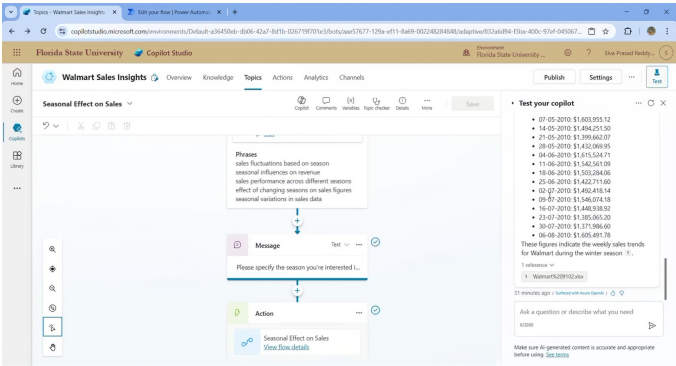 Topics - Walmart Sales Insights
Edit your flow | Power Automate
copilotstudio.microsoft.com/environments/Default-a36450eb-db06-42a7-8d1b-026719f701e3/bots/
Florida State University
Copilot Studio
Environment
Florida State University ...
Siva Prasad Reddy...
S
Home
Create
Copilots
Library
Walmart Sales Insights
Overview
Knowledge
Topics
Actions
Analytics
Channels
Publish
Settings
Test
Seasonal Effect on Sales
Copilot
Comments
{x}
Variables
Topic checker
Details
More
Save
Phrases
sales fluctuations based on season
seasonal influences on revenue
sales performance across different seasons
effect of changing seasons on sales figures
seasonal variations in sales data
Message
Text
Please specify the season you're interested i...
Action
Seasonal Effect on Sales
View flow details
Test your copilot
• 07-05-2010: $1,603,955.12
• 14-05-2010: $1,494,251.50
• 21-05-2010: $1,399,662.07
• 28-05-2010: $1,432,069.95
• 04-06-2010: $1,615,524.71
• 11-06-2010: $1,542,561.09
• 18-06-2010: $1,503,284.06
• 25-06-2010: $1,422,711.60
• 02-07-2010: $1,492,418.14
• 09-07-2010: $1,546,074.18
• 16-07-2010: $1,448,938.92
• 23-07-2010: $1,385,065.20
• 30-07-2010: $1,371,986.60
• 06-08-2010: $1,605,491.78
These figures indicate the weekly sales trends
for Walmart during the winter season 1 .
1 reference
1 Walmart%209102.xlsx
31 minutes ago | Surfaced with Azure OpenAI |
Ask a question or describe what you need
0/2000
Make sure AI-generated content is accurate and appropriate
before using. See terms